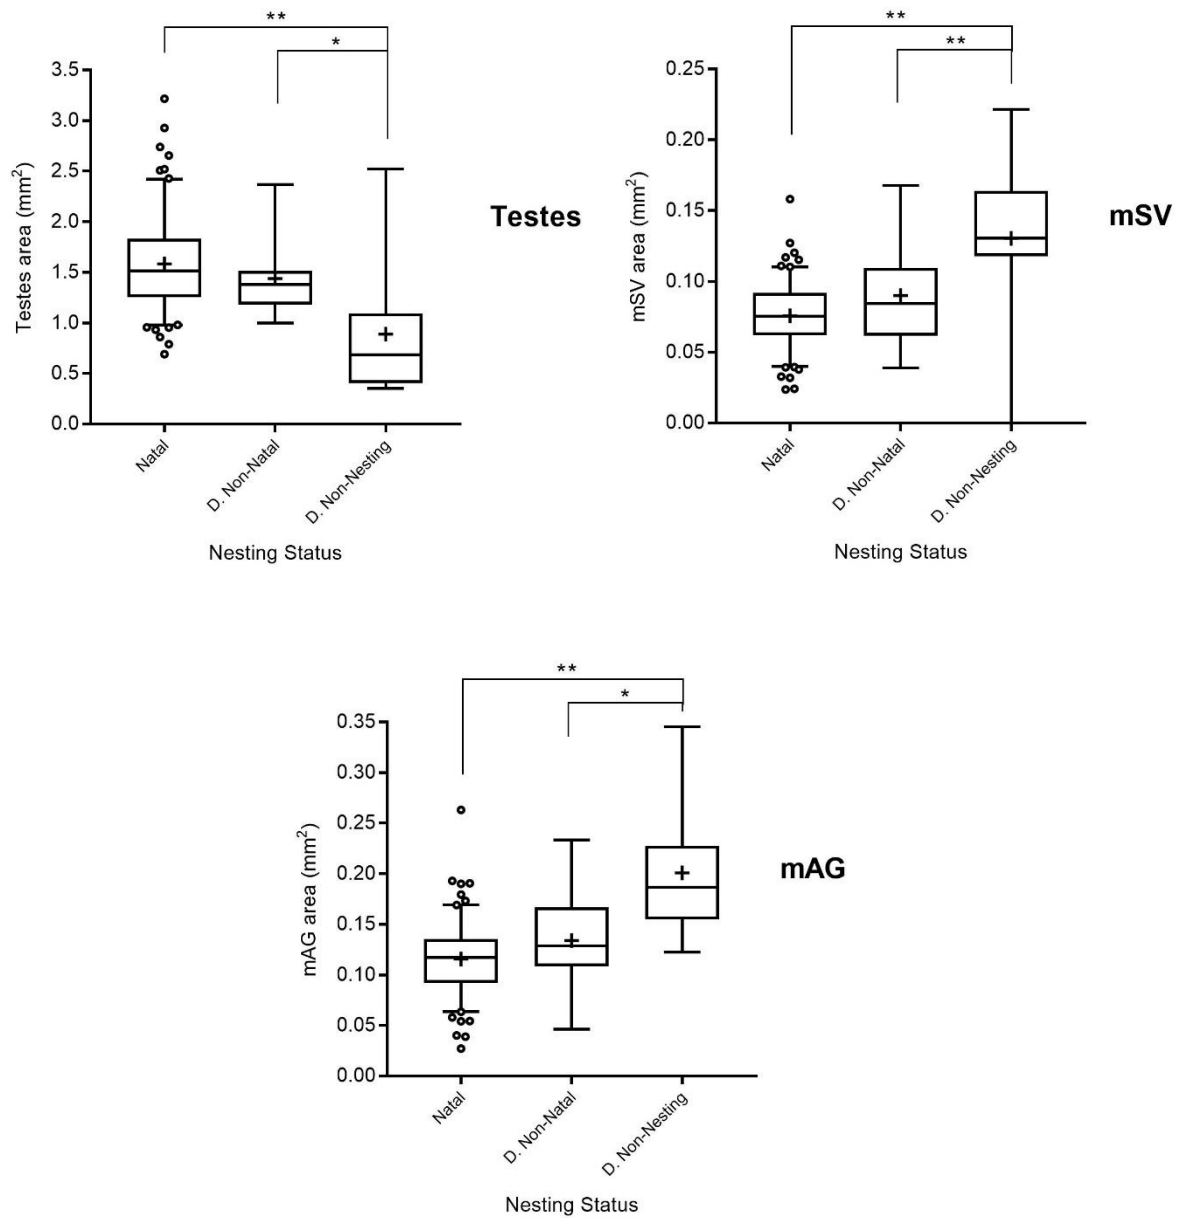 **
*
3.5
3.0
2.5
2.0
1.5
1.0
0.5
0.0
Testes area (mm²)
Natal
D. Non-Natal
D. Non-Nesting
Nesting Status
Testes
**
**
0.25
0.20
0.15
0.10
0.05
0.00
mSV area (mm²)
Natal
D. Non-Natal
D. Non-Nesting
Nesting Status
mSV
**
*
0.35
0.30
0.25
0.20
0.15
0.10
0.05
0.00
mAG area (mm²)
Natal
D. Non-Natal
D. Non-Nesting
Nesting Status
mAG